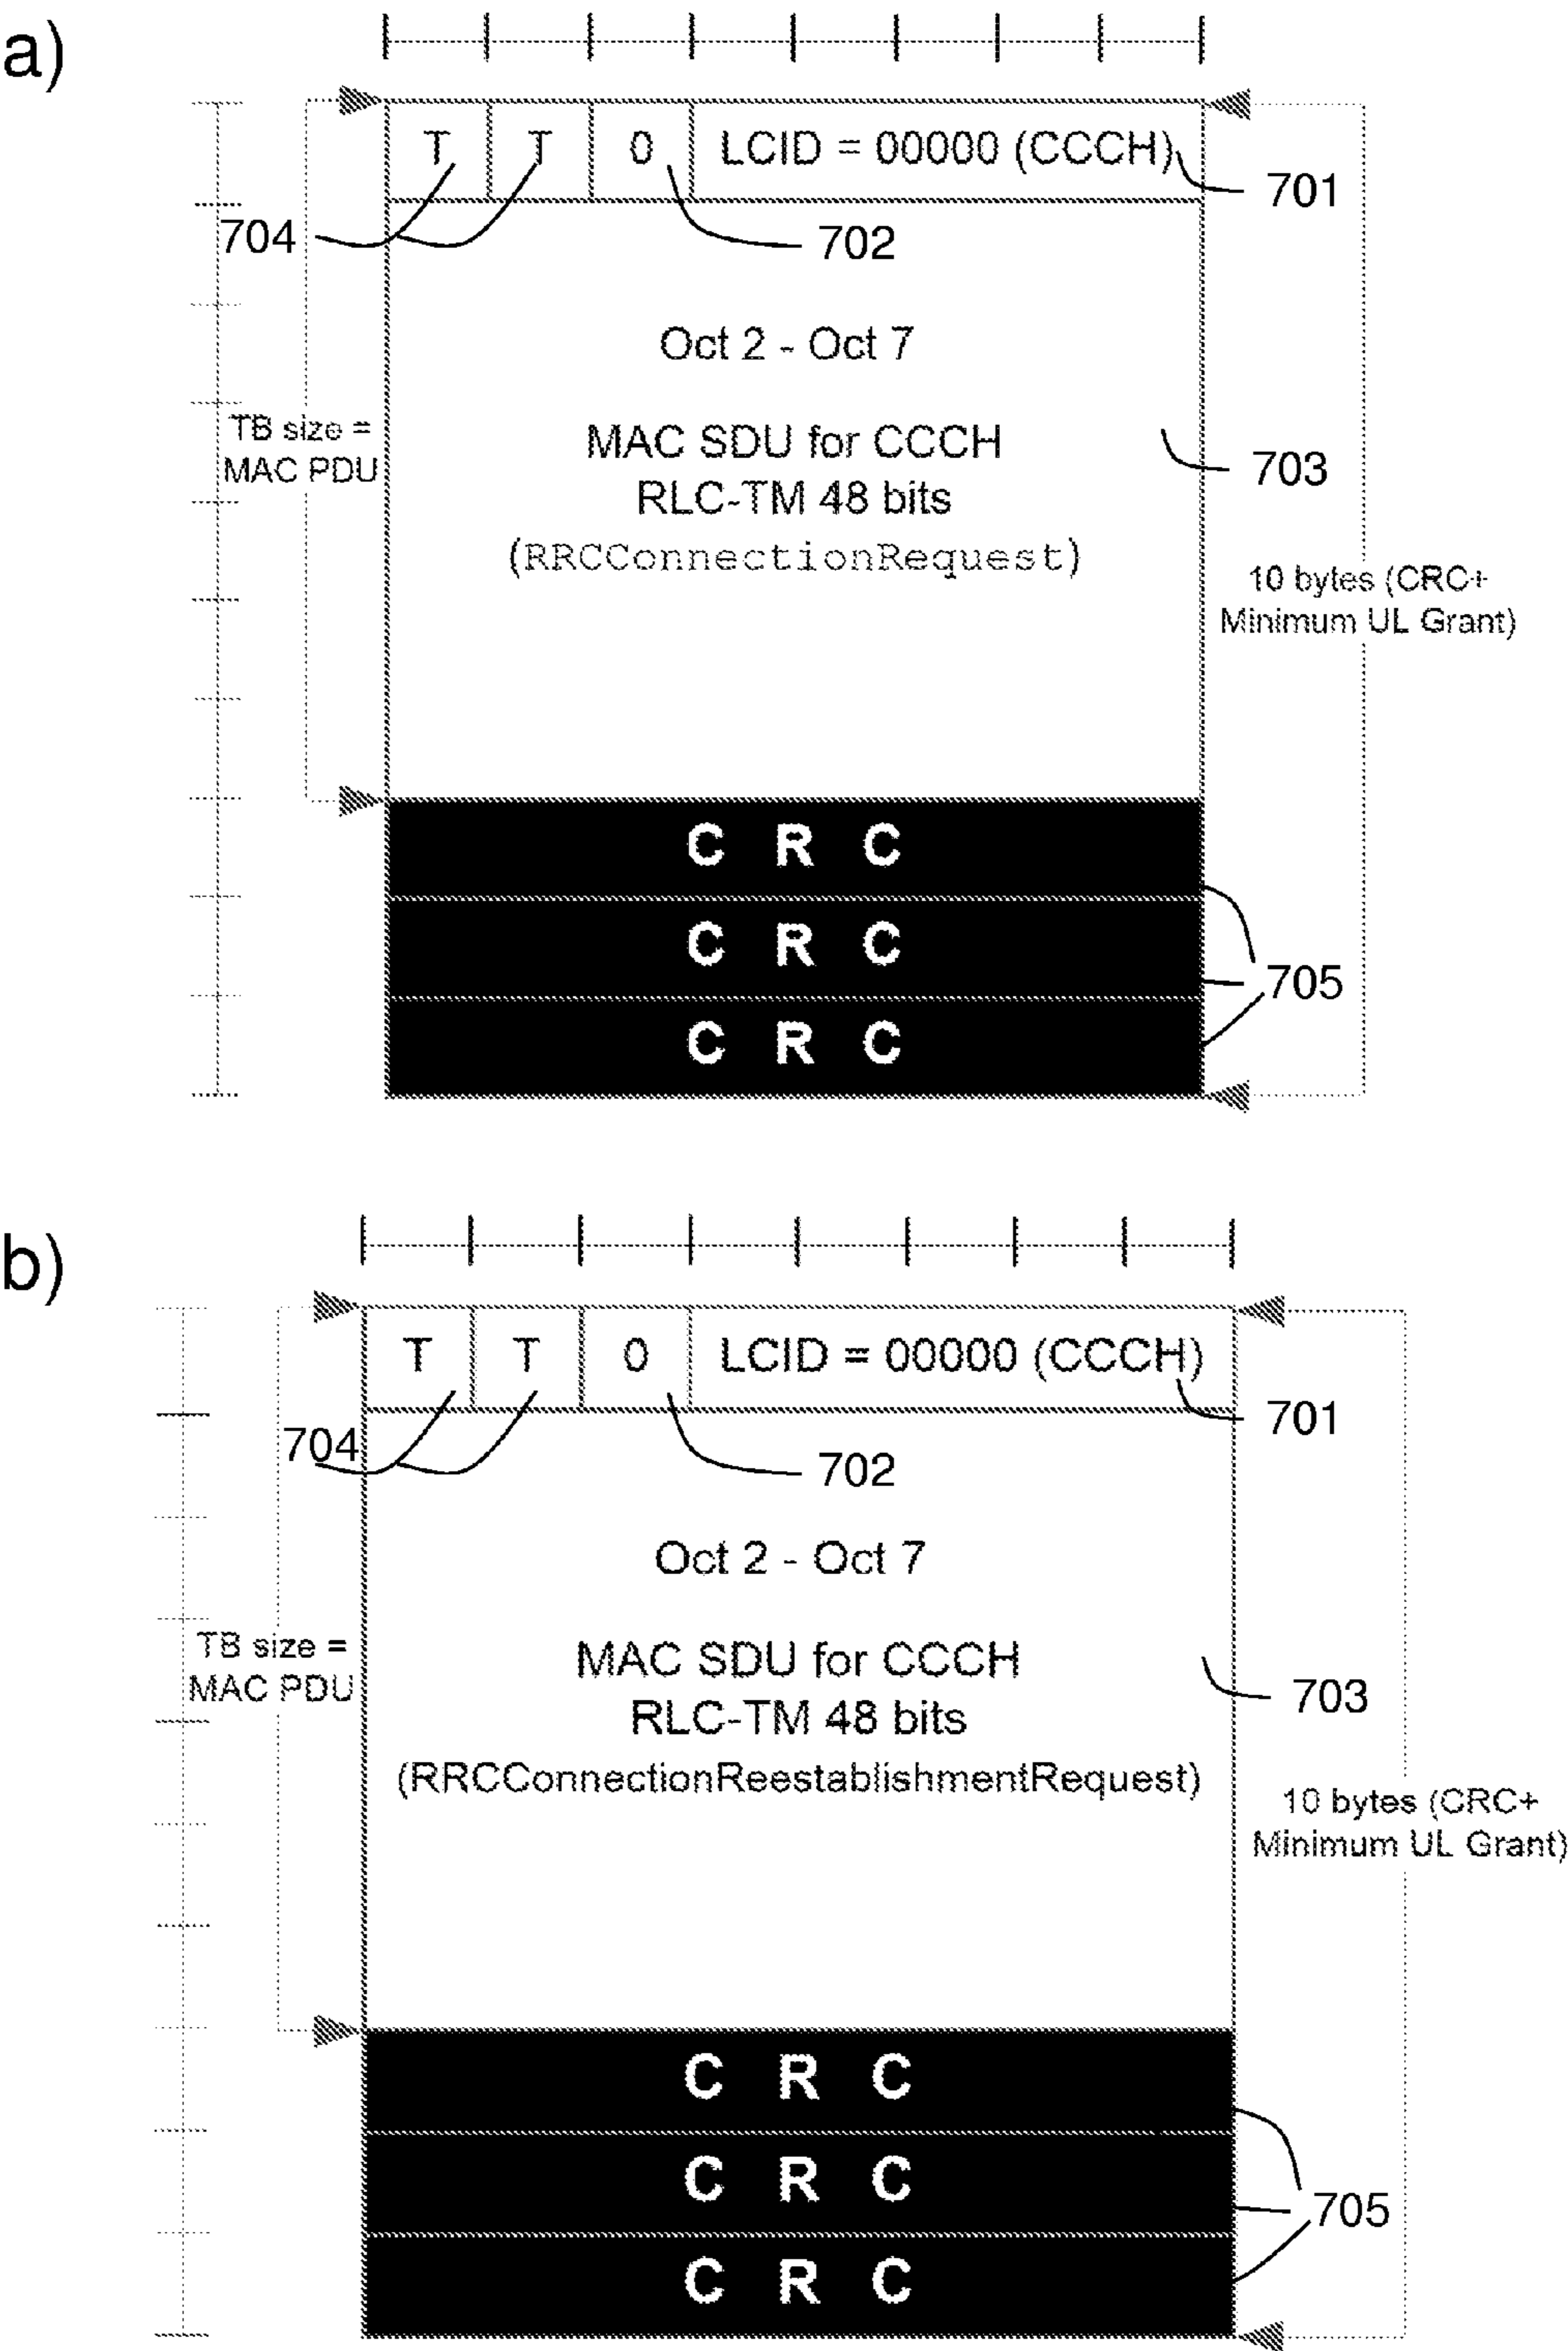 a)
T T 0 LCID = 00000 (CCCH)
701
704
702
Oct 2 - Oct 7
TB size =
MAC PDU
MAC SDU for CCCH
RLC-TM 48 bits
(RRCConnectionRequest)
703
10 bytes (CRC+
Minimum UL Grant)
C R C
C R C
C R C
705
b)
T T 0 LCID = 00000 (CCCH)
701
704
702
Oct 2 - Oct 7
TB size =
MAC PDU
MAC SDU for CCCH
RLC-TM 48 bits
(RRCConnectionReestablishmentRequest)
703
10 bytes (CRC+
Minimum UL Grant)
C R C
C R C
C R C
705